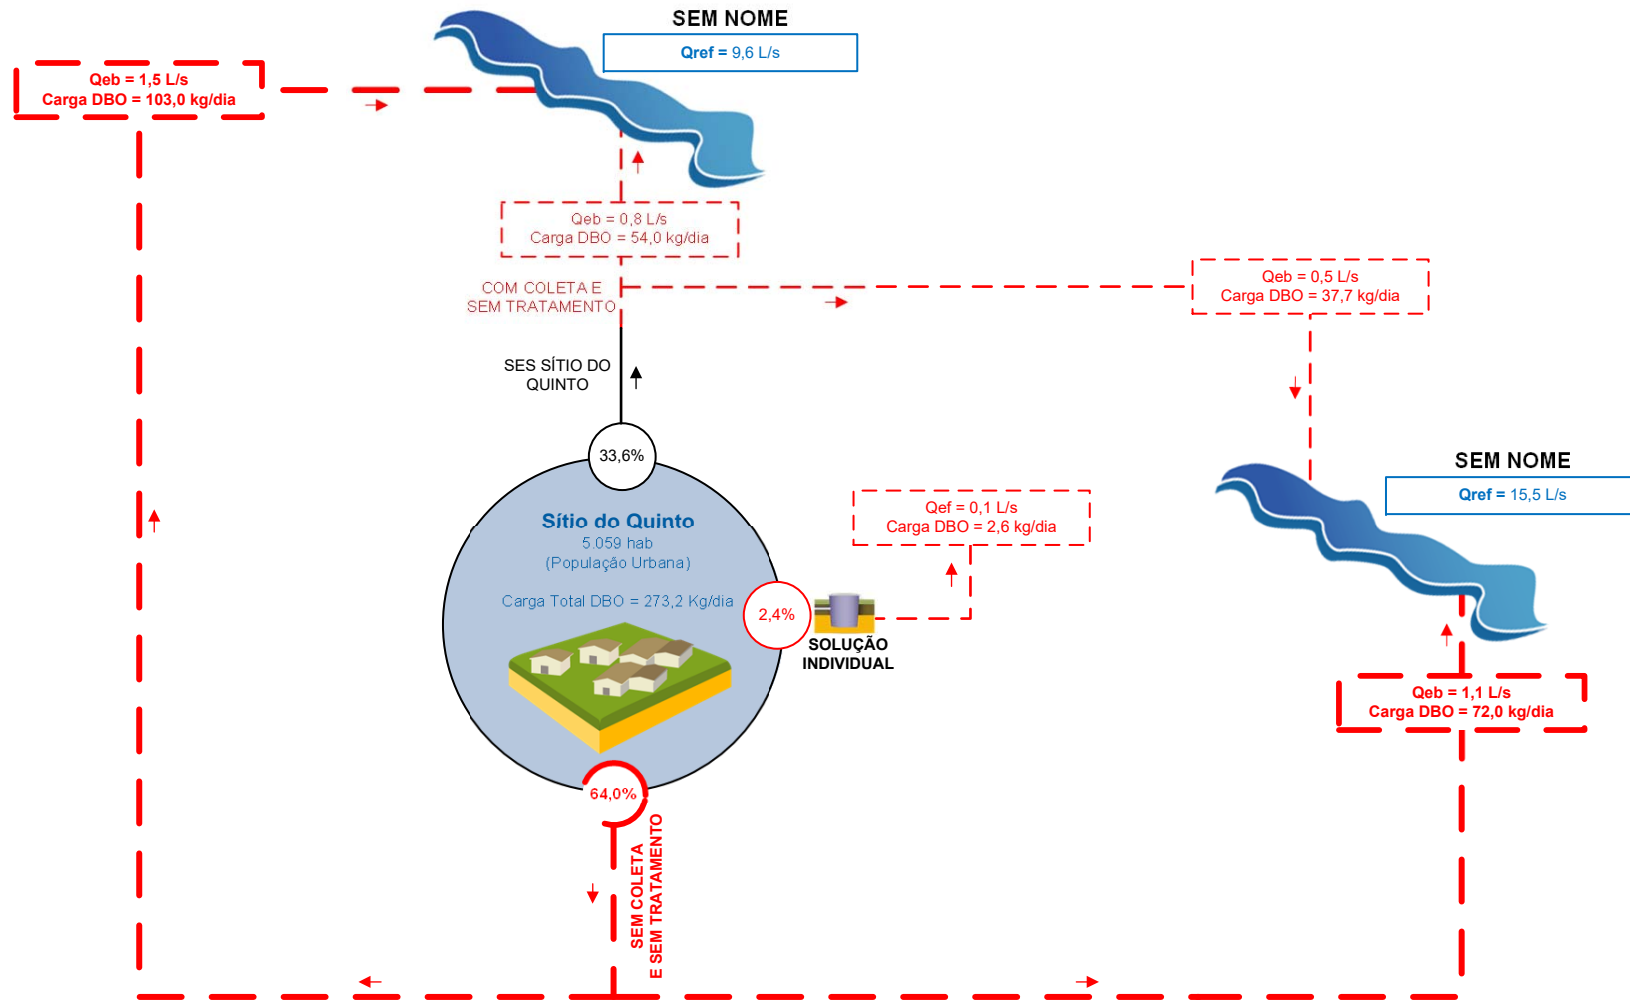 SEM NOME
Qref = 9,6 L/s
Qeb = 1,5 L/s
Carga DBO = 103,0 kg/dia
Qeb = 0,8 L/s
Carga DBO = 54,0 kg/dia
COM COLETA E
SEM TRATAMENTO
Qeb = 0,5 L/s
Carga DBO = 37,7 kg/dia
SES SÍTIO DO
QUINTO
33,6%
SEM NOME
Qref = 15,5 L/s
Qef = 0,1 L/s
Carga DBO = 2,6 kg/dia
Sítio do Quinto
5.059 hab
(População Urbana)
Carga Total DBO = 273,2 Kg/dia
2,4%
SOLUÇÃO
INDIVIDUAL
Qeb = 1,1 L/s
Carga DBO = 72,0 kg/dia
64,0%
SEM COLETA
E SEM TRATAMENTO